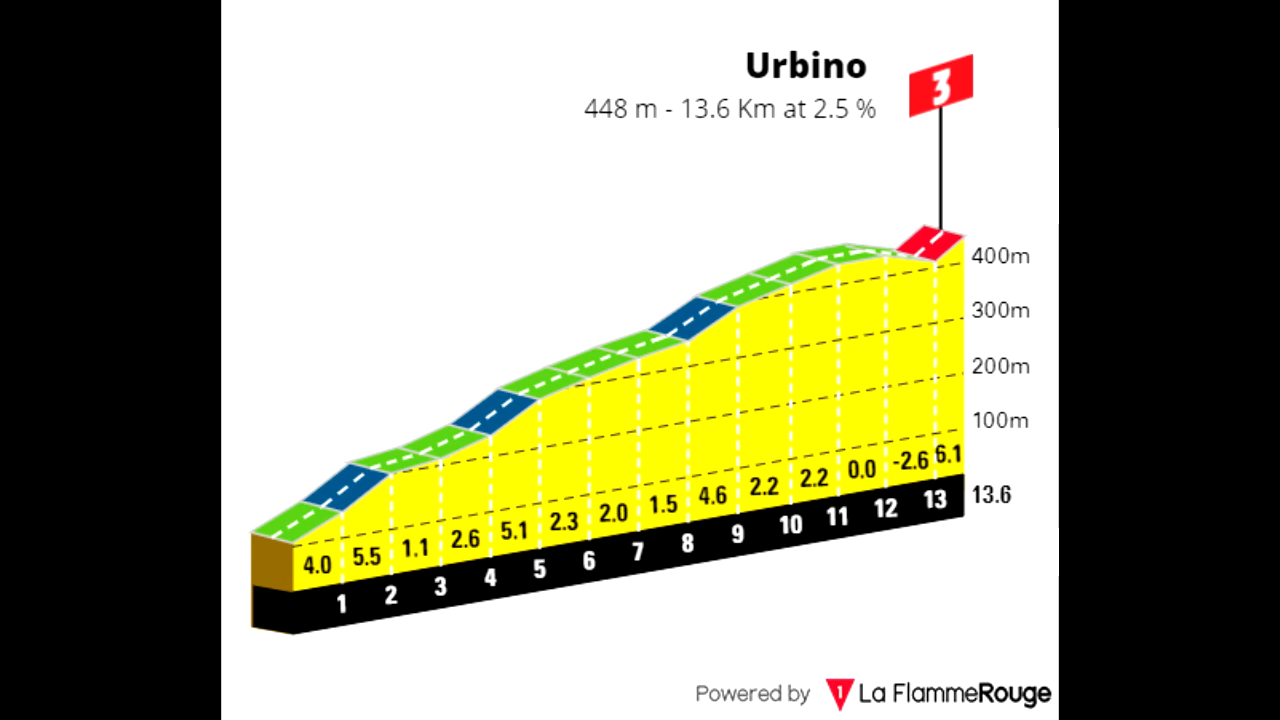 Urbino
3
448 m - 13.6 Km at 2.5 %
400m
300m
200m
100m
4.0 5.5 1.1 2.6 5.1 2.3 2.0 1.5 4.6 2.2 2.2 0.0 -2.6 6.1
1 2 3 4 5 6 7 8 9 10 11 12 13 13.6
Powered by 1 La FlammeRouge